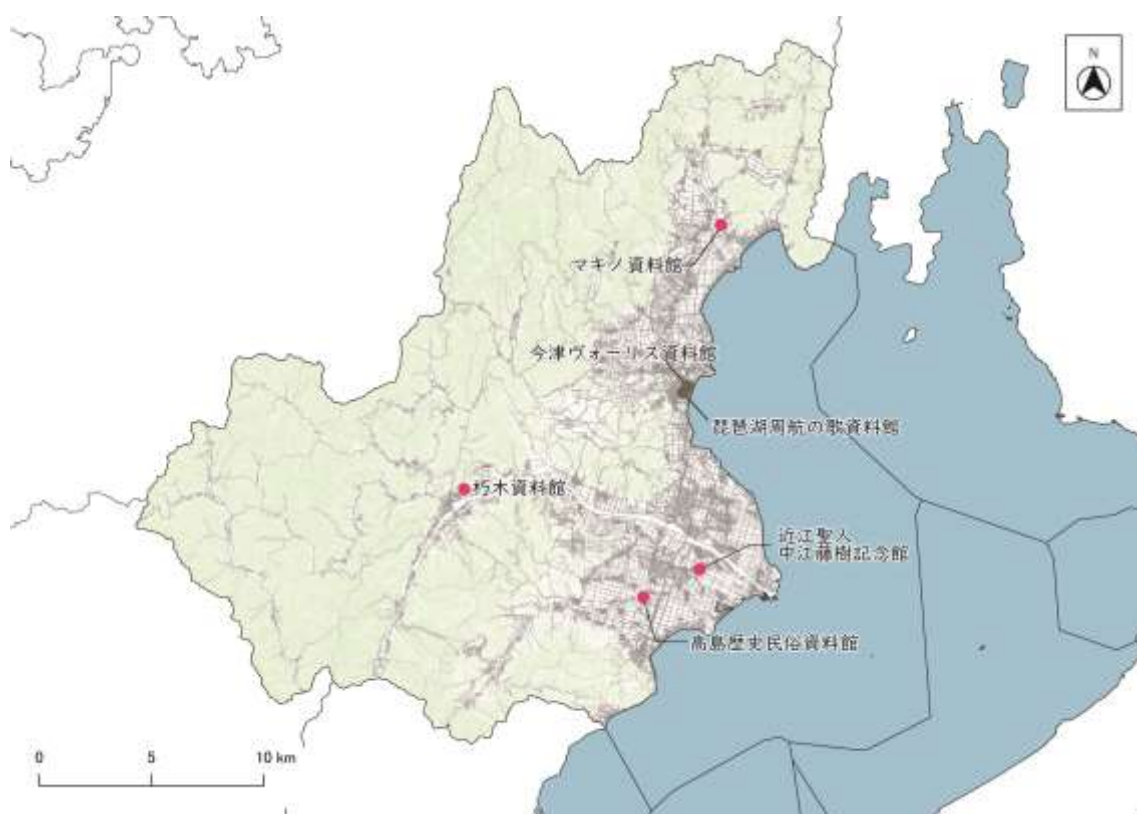 N
マキノ資料館
今津ヴォーリス資料館
琵琶湖周航の歌資料館
朽木資料館
近江聖人
中江藤樹記念館
高島歴史民俗資料館
0 5 10 km